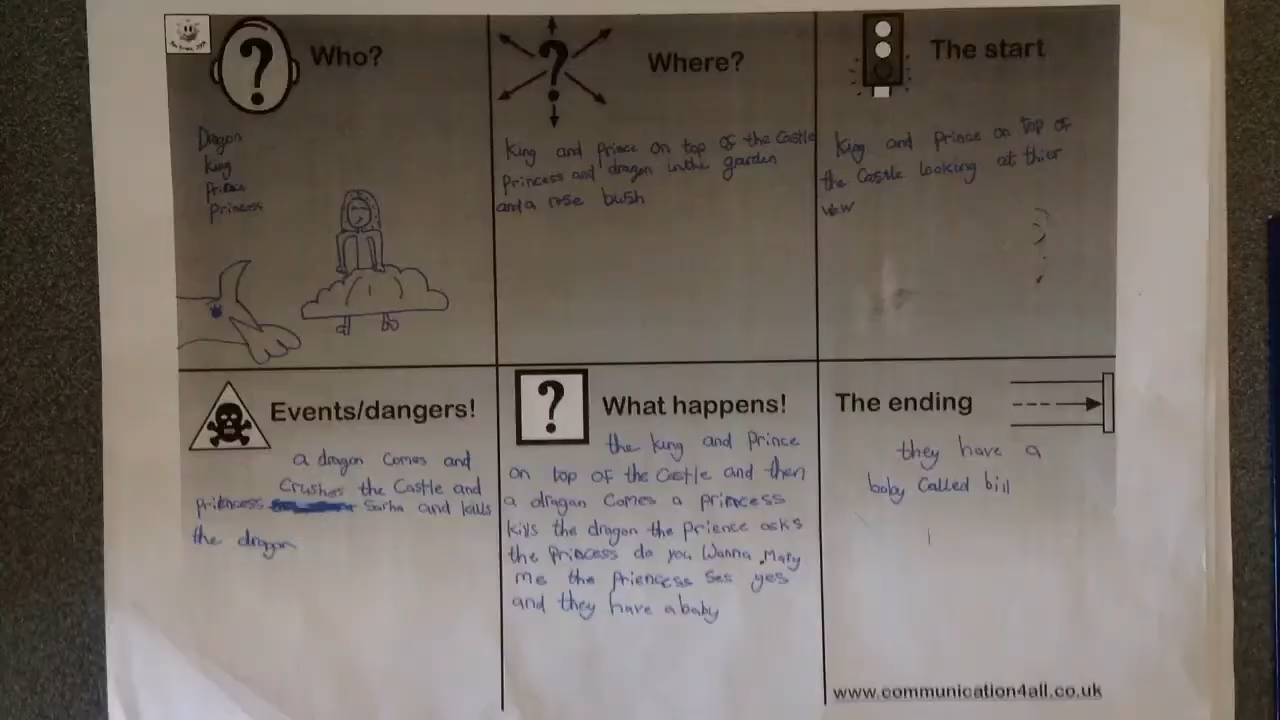 Who?
Dragon
king
prince
princess
Where?
King and prince on top of the Castle
Princess and dragon in the garden
and a rose bush
The start
King and prince on top of
the Castle looking at thier
view
Events/dangers!
a dragon comes and
Crushes the Castle and
princess Sarha and kills
the dragon
What happens!
the king and Prince
on top of the Castle and then
a dragan comes a princess
kills the dragon the prience asks
the Princess do you Wanna Mary
me the priencess ses yes
and they have a baby
The ending
they have a
baby Called bill
www.communication4all.co.uk